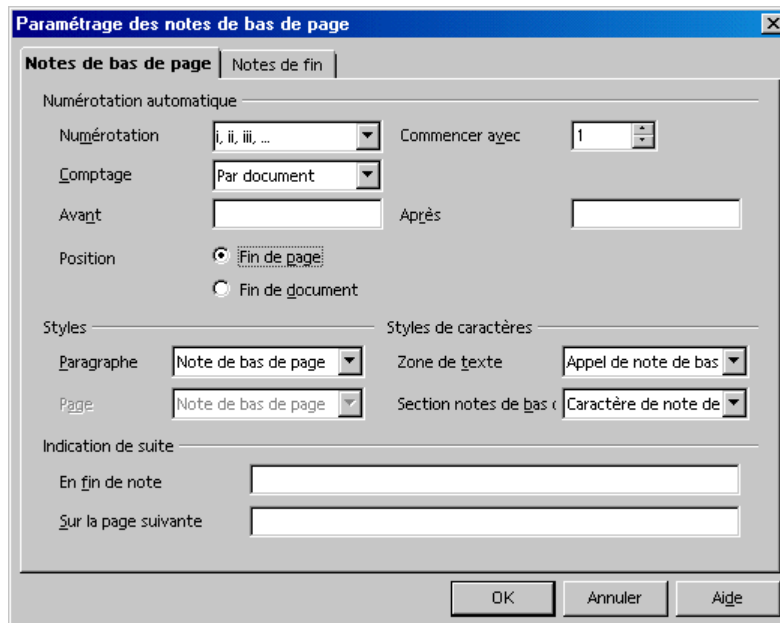 Paramétrage des notes de bas de page
Notes de bas de page Notes de fin
Numérotation automatique
Numérotation i, ii, iii, ... Commencer avec 1
Comptage Par document
Avant Après
Position Fin de page
Fin de document
Styles Styles de caractères
Paragraphe Note de bas de page Zone de texte Appel de note de bas
Page Note de bas de page Section notes de bas Caractère de note de
Indication de suite
En fin de note
Sur la page suivante
OK Annuler Aide